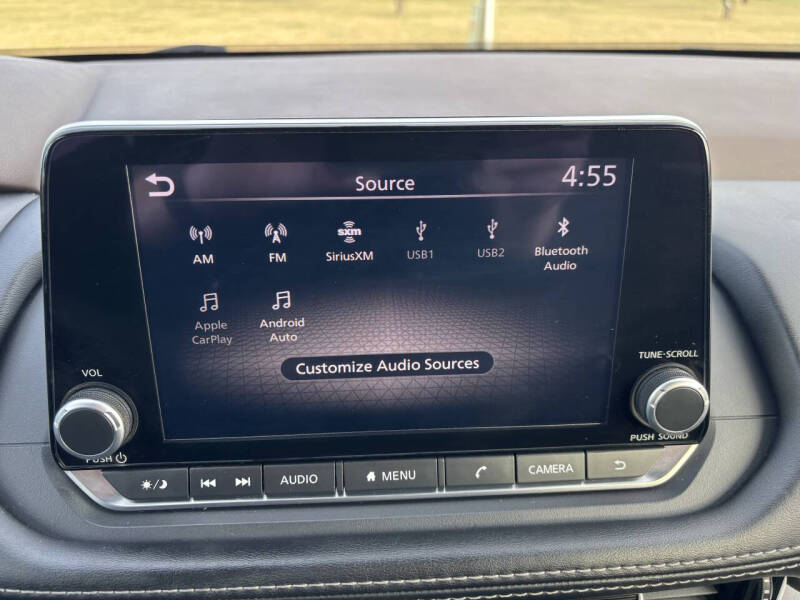 Source
4:55
AM
FM
sxm
SiriusXM
USB1
USB2
Bluetooth
Audio
Apple
CarPlay
Android
Auto
Customize Audio Sources
VOL
PUSH
TUNE·SCROLL
PUSH SOUND
AUDIO
MENU
CAMERA